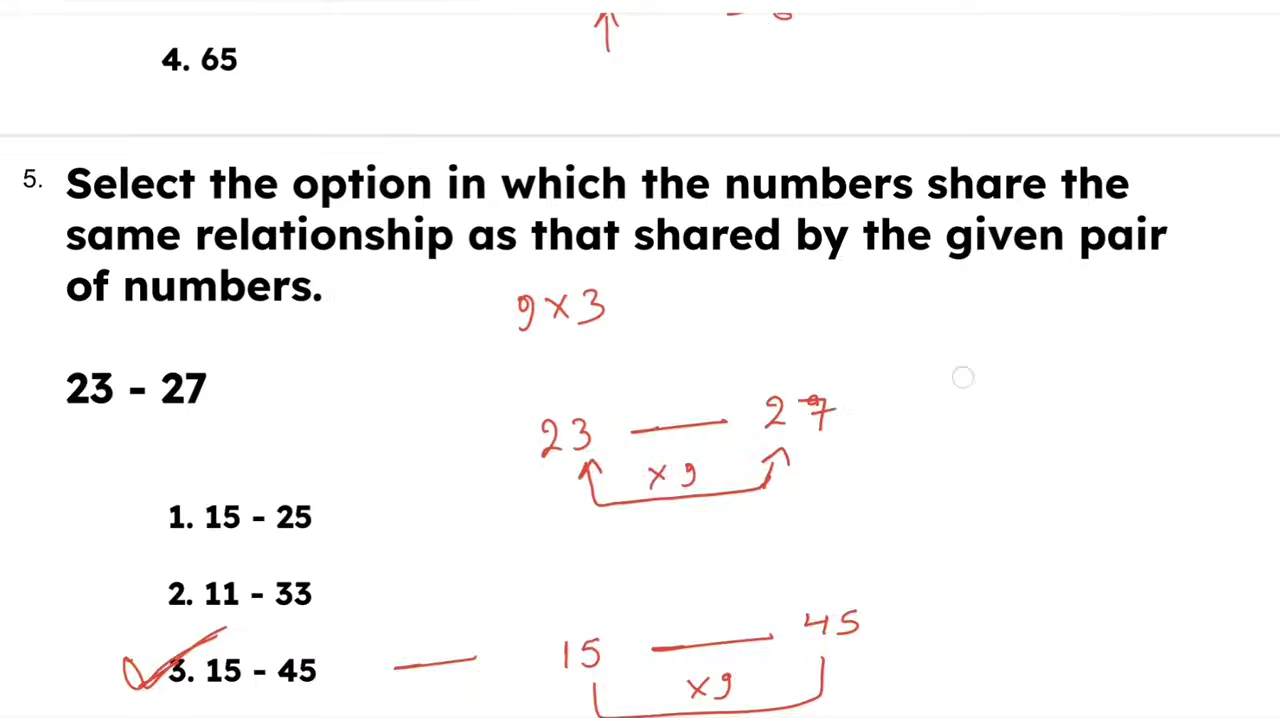 4. 65
5.
Select the option in which the numbers share the
same relationship as that shared by the given pair
of numbers.
9 × 3
23 - 27
23 — 27
× 9
1. 15 - 25
2. 11 - 33
3. 15 - 45 — 15 — 45
× 9